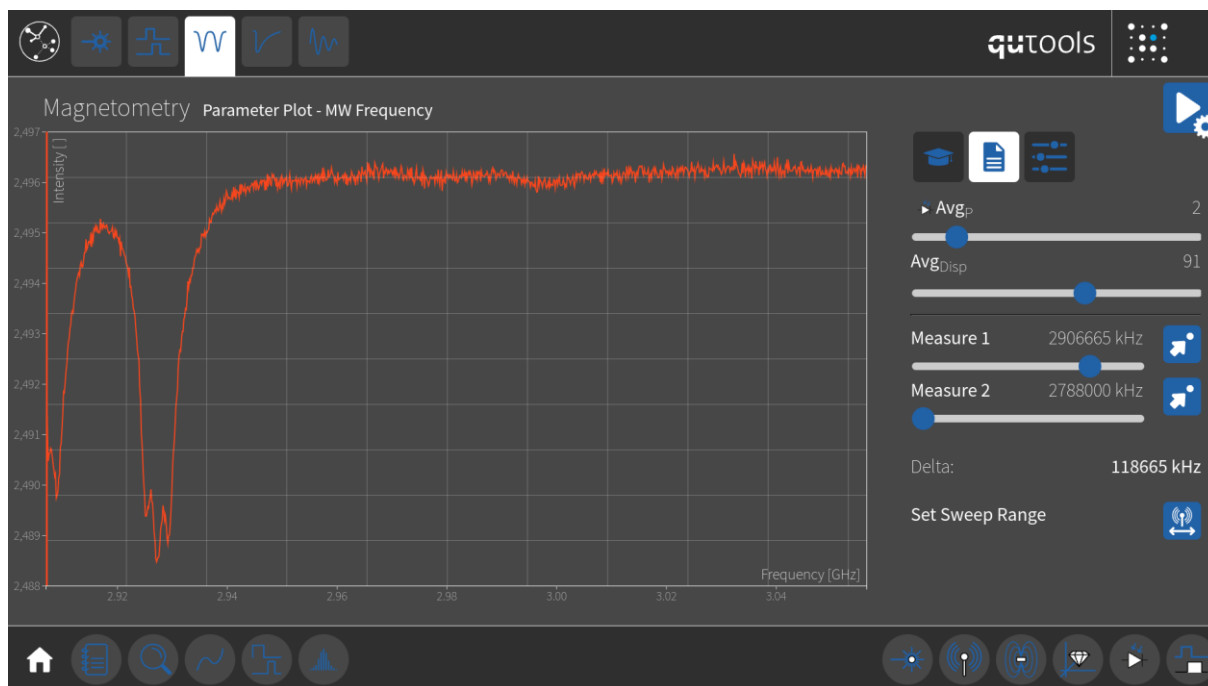 qutools
Magnetometry Parameter Plot - MW Frequency
2,497
2,496
2,495
2,494
2,493
2,492
2,491
2,490
2,489
2,488
Intensity [ ]
2.92 2.94 2.96 2.98 3.00 3.02 3.04
Frequency [GHz]
AvgP 2
AvgDisp 91
Measure 1 2906665 kHz
Measure 2 2788000 kHz
Delta: 118665 kHz
Set Sweep Range